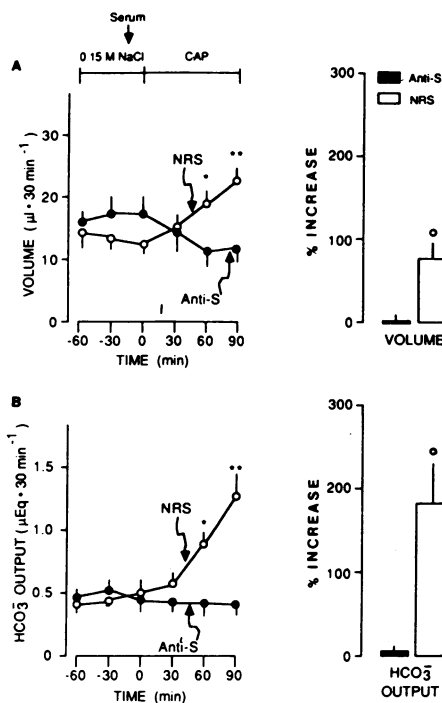 Serum
0.15 M NaCl CAP
A
VOLUME (µl • 30 min⁻¹)
30
20
10
0
NRS
Anti-S
* **
-60 -30 0 30 60 90
TIME (min)
% INCREASE
300
200
100
0
Anti-S
NRS
VOLUME
B
HCO₃⁻ OUTPUT (µEq • 30 min⁻¹)
1.5
1.0
0.5
0
NRS
Anti-S
* **
-60 -30 0 30 60 90
TIME (min)
% INCREASE
300
200
100
0
HCO₃⁻
OUTPUT